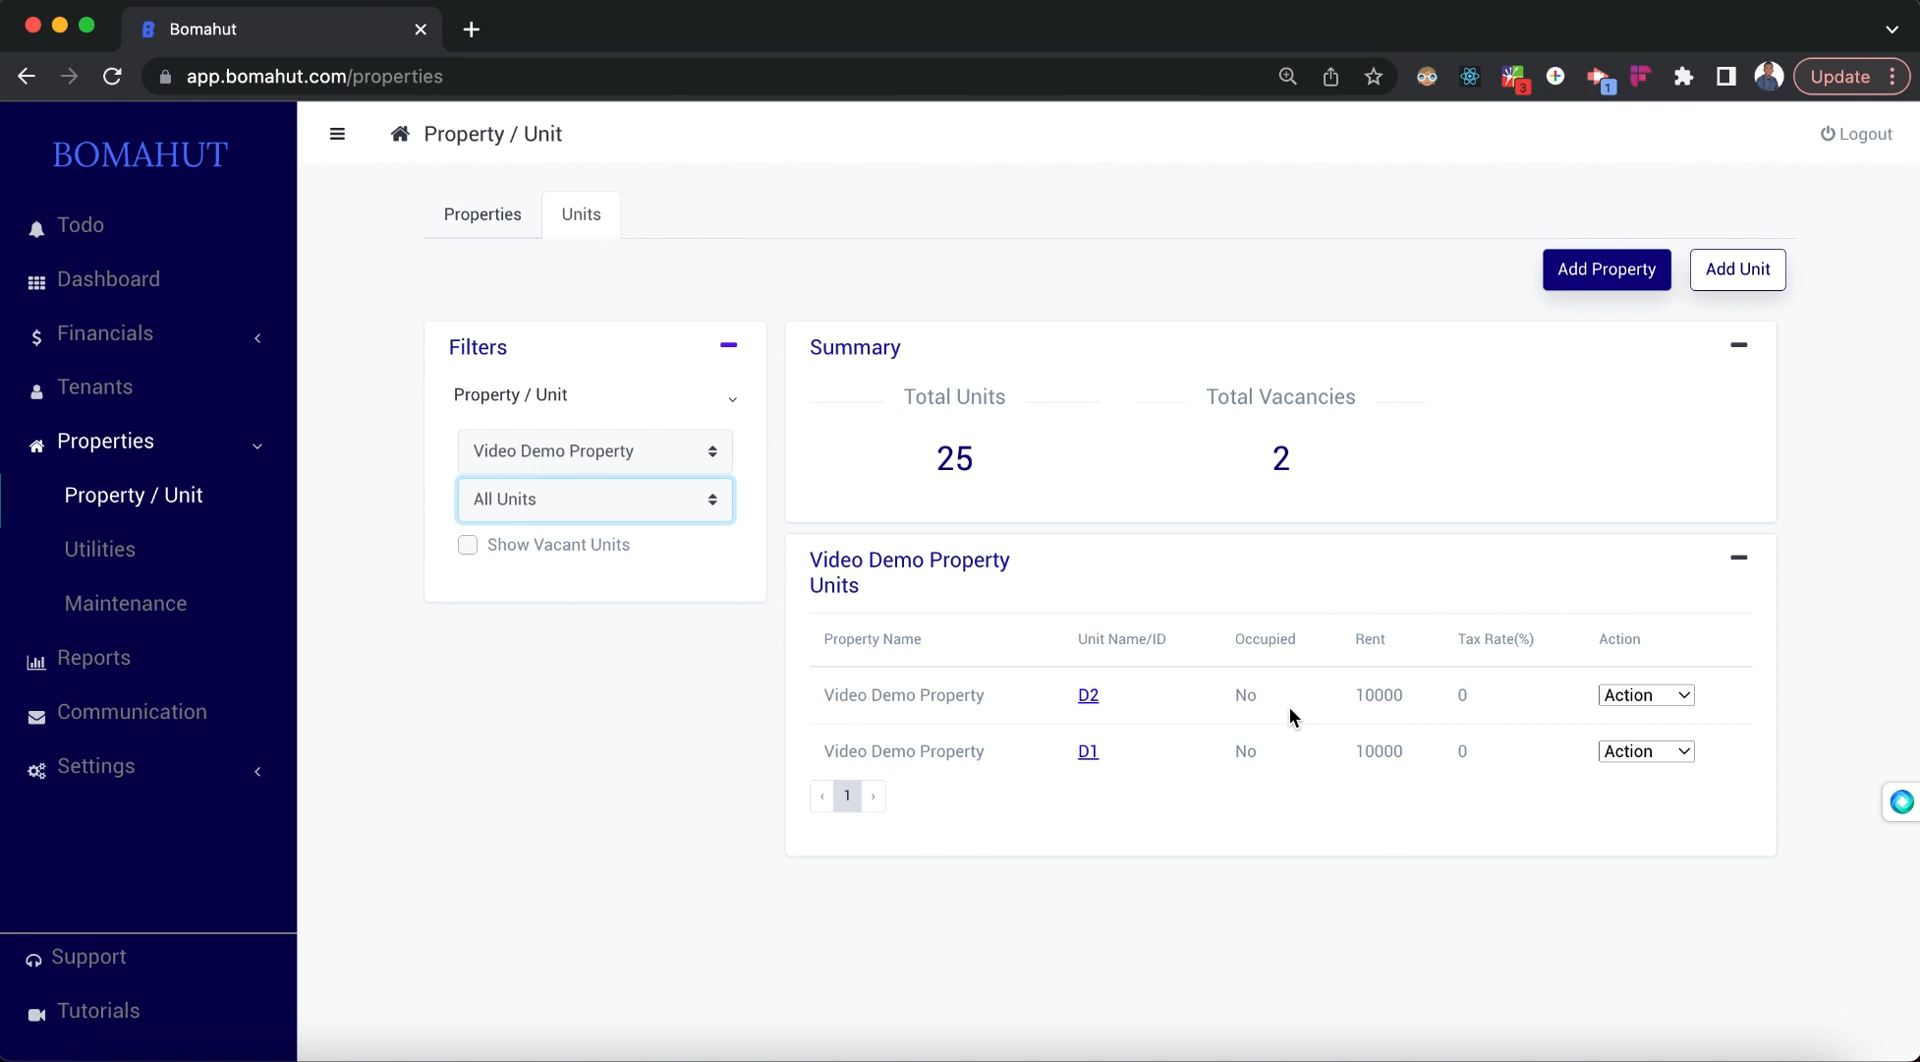 Bomahut
app.bomahut.com/properties
3
1
Update
BOMAHUT
Todo
Dashboard
Financials
Tenants
Properties
Property / Unit
Utilities
Maintenance
Reports
Communication
Settings
Support
Tutorials
Property / Unit
Logout
Properties
Units
Add Property
Add Unit
Filters
Property / Unit
Video Demo Property
All Units
Show Vacant Units
Summary
Total Units
Total Vacancies
25
2
Video Demo Property
Units
Property Name Unit Name/ID Occupied Rent Tax Rate(%) Action
Video Demo Property D2 No 10000 0 Action
Video Demo Property D1 No 10000 0 Action
‹ 1 ›